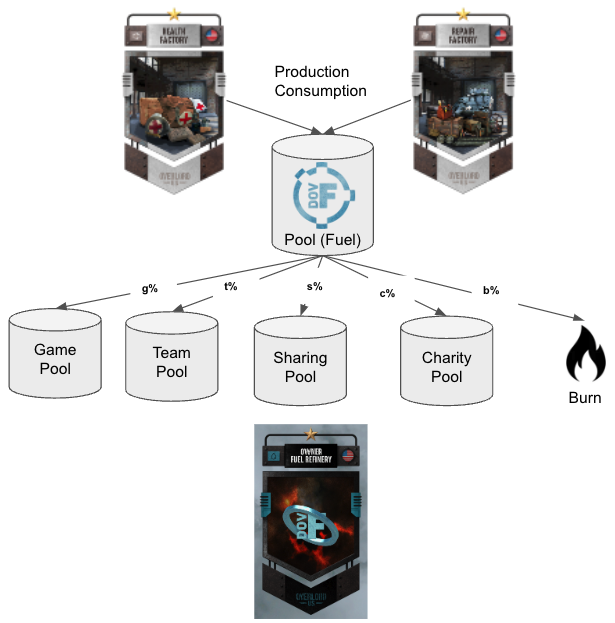 HEALTH
FACTORY
REPAIR
FACTORY
Production
Consumption
OVERLORD
OVERLORD
DOV
F
Pool (Fuel)
g%
t%
s%
c%
b%
Game
Pool
Team
Pool
Sharing
Pool
Charity
Pool
Burn
OWNER
FUEL REFINERY
DOV
F
OVERLORD